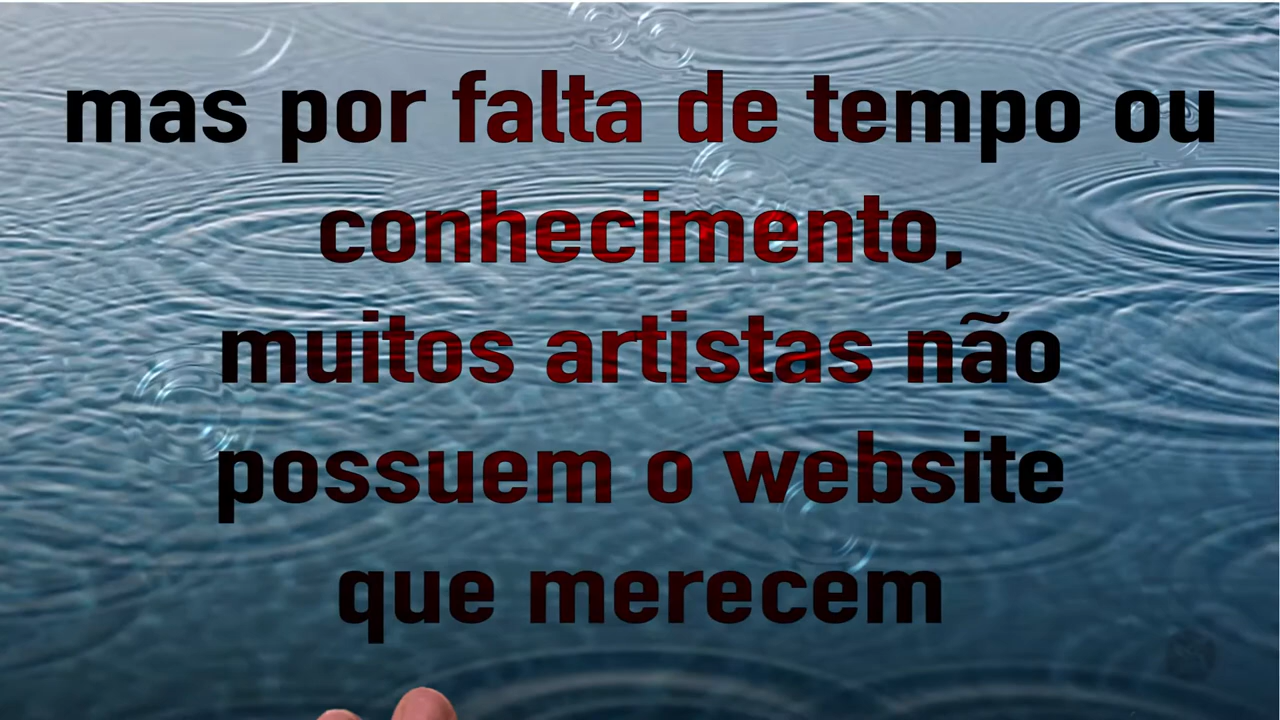 mas por falta de tempo ou
conhecimento,
muitos artistas não
possuem o website
que merecem